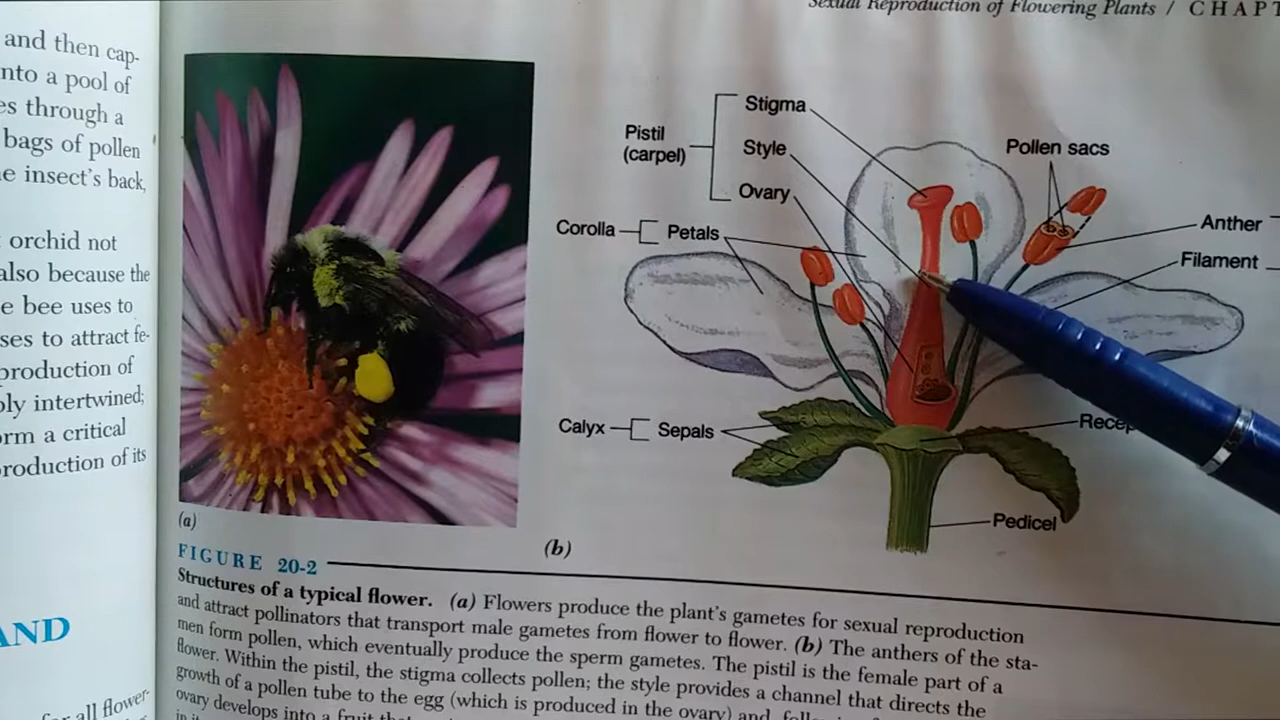 Sexual Reproduction of Flowering Plants / CHAPT
and then cap-
nto a pool of
es through a
bags of pollen
e insect's back,
orchid not
also because the
e bee uses to
ses to attract fe-
production of
bly intertwined;
orm a critical
production of its
AND
for all flower-
Pistil
(carpel)
Stigma
Style
Ovary
Pollen sacs
Corolla
Petals
Anther
Filament
Calyx
Sepals
Recep
Pedicel
(a)
(b)
FIGURE 20-2
Structures of a typical flower. (a) Flowers produce the plant's gametes for sexual reproduction
and attract pollinators that transport male gametes from flower to flower. (b) The anthers of the sta-
men form pollen, which eventually produce the sperm gametes. The pistil is the female part of a
flower. Within the pistil, the stigma collects pollen; the style provides a channel that directs the
growth of a pollen tube to the egg (which is produced in the ovary) and,
ovary develops into a fruit